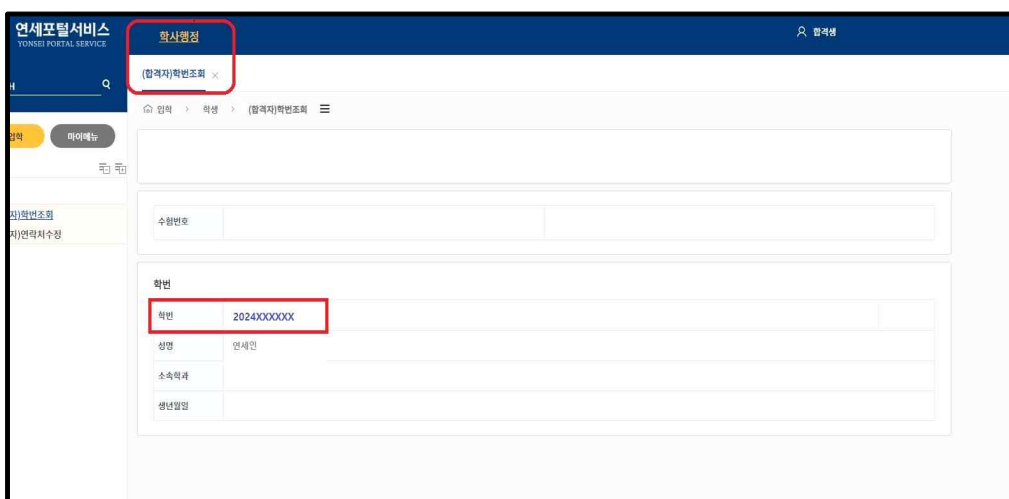 연세포털서비스
YONSEI PORTAL SERVICE
학사행정
합격생
H
(합격자)학번조회 ×
입학 > 학생 > (합격자)학번조회
입학
마이메뉴
자)학번조회
자)연락처수정
수험번호
학번
학번 2024XXXXXX
성명 연세인
소속학과
생년월일